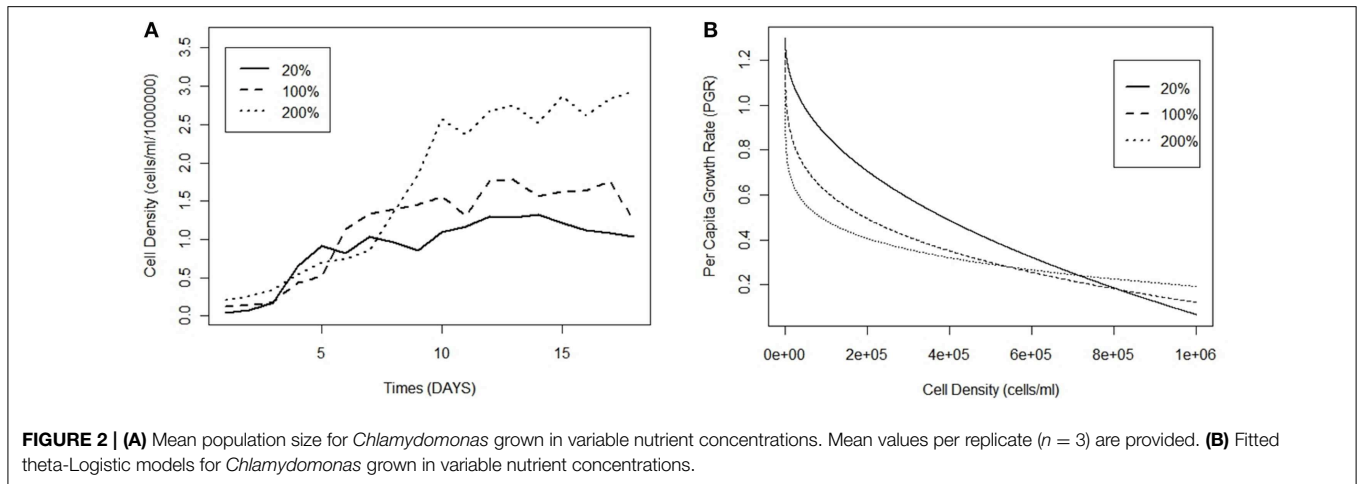 A
Cell Density (cells/ml/1000000)
3.5
3.0
2.5
2.0
1.5
1.0
0.5
0.0
20%
100%
200%
5
10
15
Times (DAYS)
B
Per Capita Growth Rate (PGR)
1.2
1.0
0.8
0.6
0.4
0.2
20%
100%
200%
0e+00
2e+05
4e+05
6e+05
8e+05
1e+06
Cell Density (cells/ml)
FIGURE 2 | (A) Mean population size for Chlamydomonas grown in variable nutrient concentrations. Mean values per replicate (n = 3) are provided. (B) Fitted
theta-Logistic models for Chlamydomonas grown in variable nutrient concentrations.